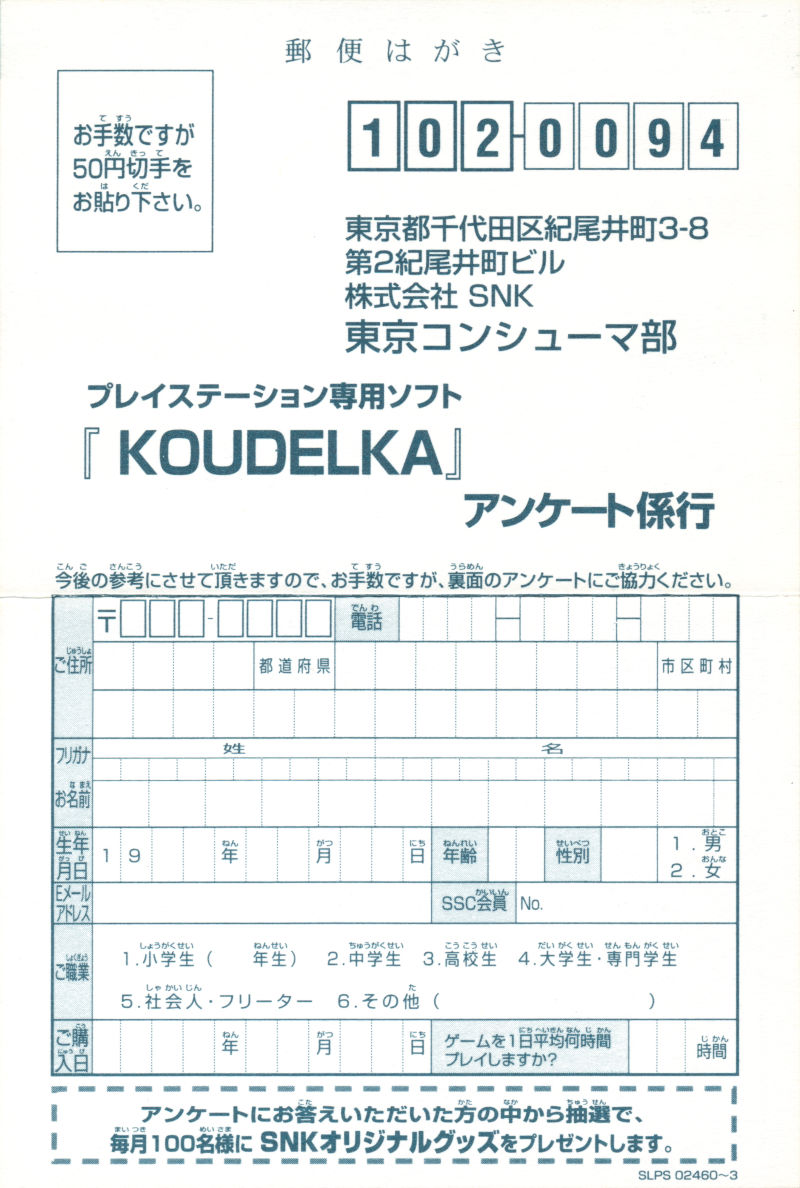 郵便はがき
お手数ですが
50円切手を
お貼り下さい。
102-0094
東京都千代田区紀尾井町3-8
第2紀尾井町ビル
株式会社 SNK
東京コンシューマ部
プレイステーション専用ソフト
『KOUDELKA』
アンケート係行
今後の参考にさせて頂きますので、お手数ですが、裏面のアンケートにご協力ください。
ご住所 〒 - 電話 — —
都道府県 市区町村
フリガナ 姓 名
お名前
生年月日 19 年 月 日 年齢 性別 1.男 2.女
Eメールアドレス SSC会員 No.
ご職業 1.小学生( 年生) 2.中学生 3.高校生 4.大学生・専門学生
5.社会人・フリーター 6.その他( )
ご購入日 年 月 日 ゲームを1日平均何時間プレイしますか? 時間
アンケートにお答えいただいた方の中から抽選で、
毎月100名様に SNKオリジナルグッズをプレゼントします。
SLPS 02460~3